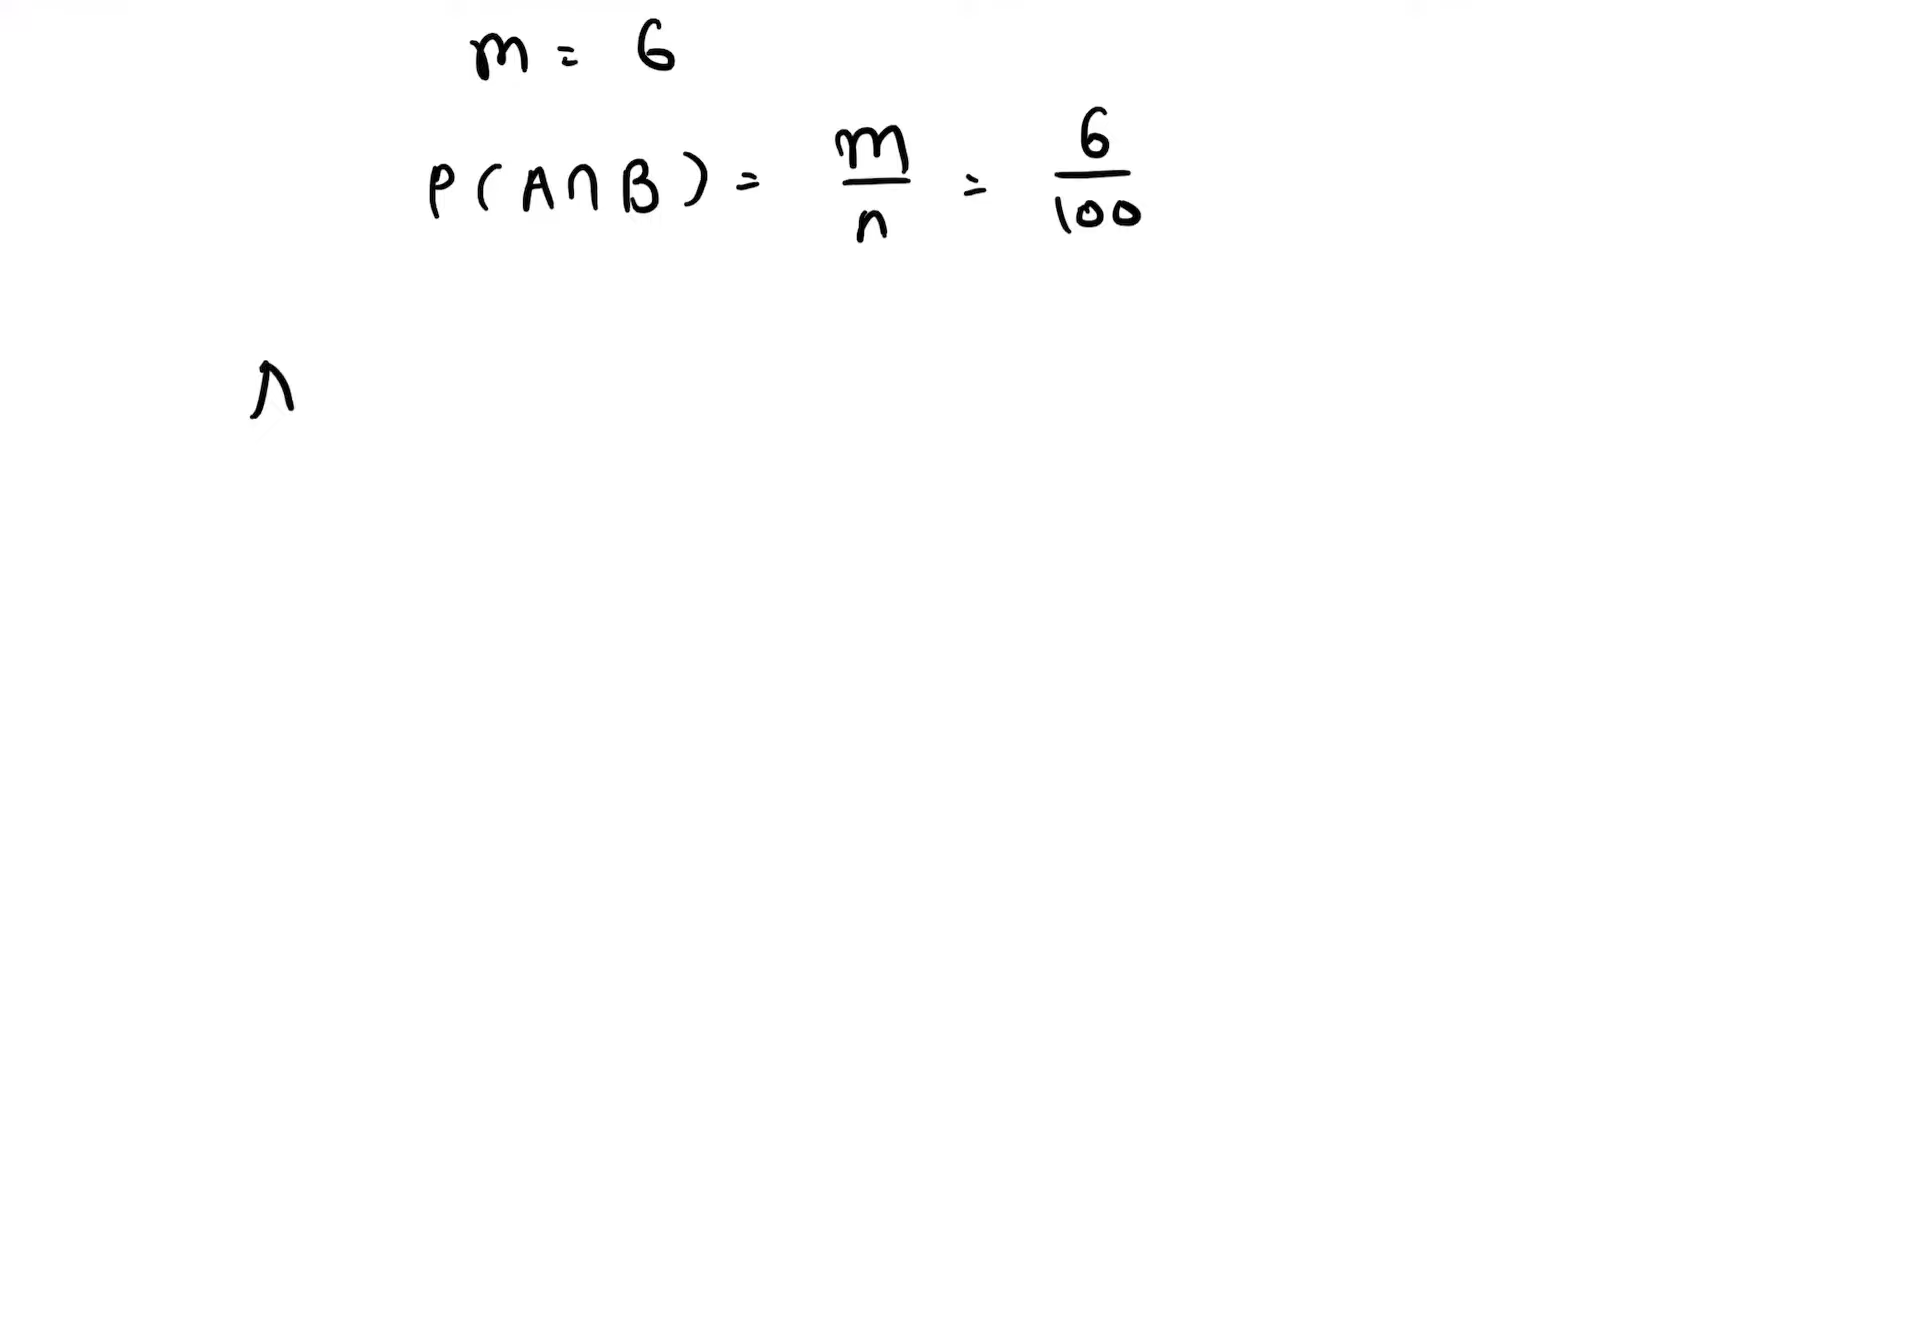 m = 6
P(A∩B) = m/n = 6/100